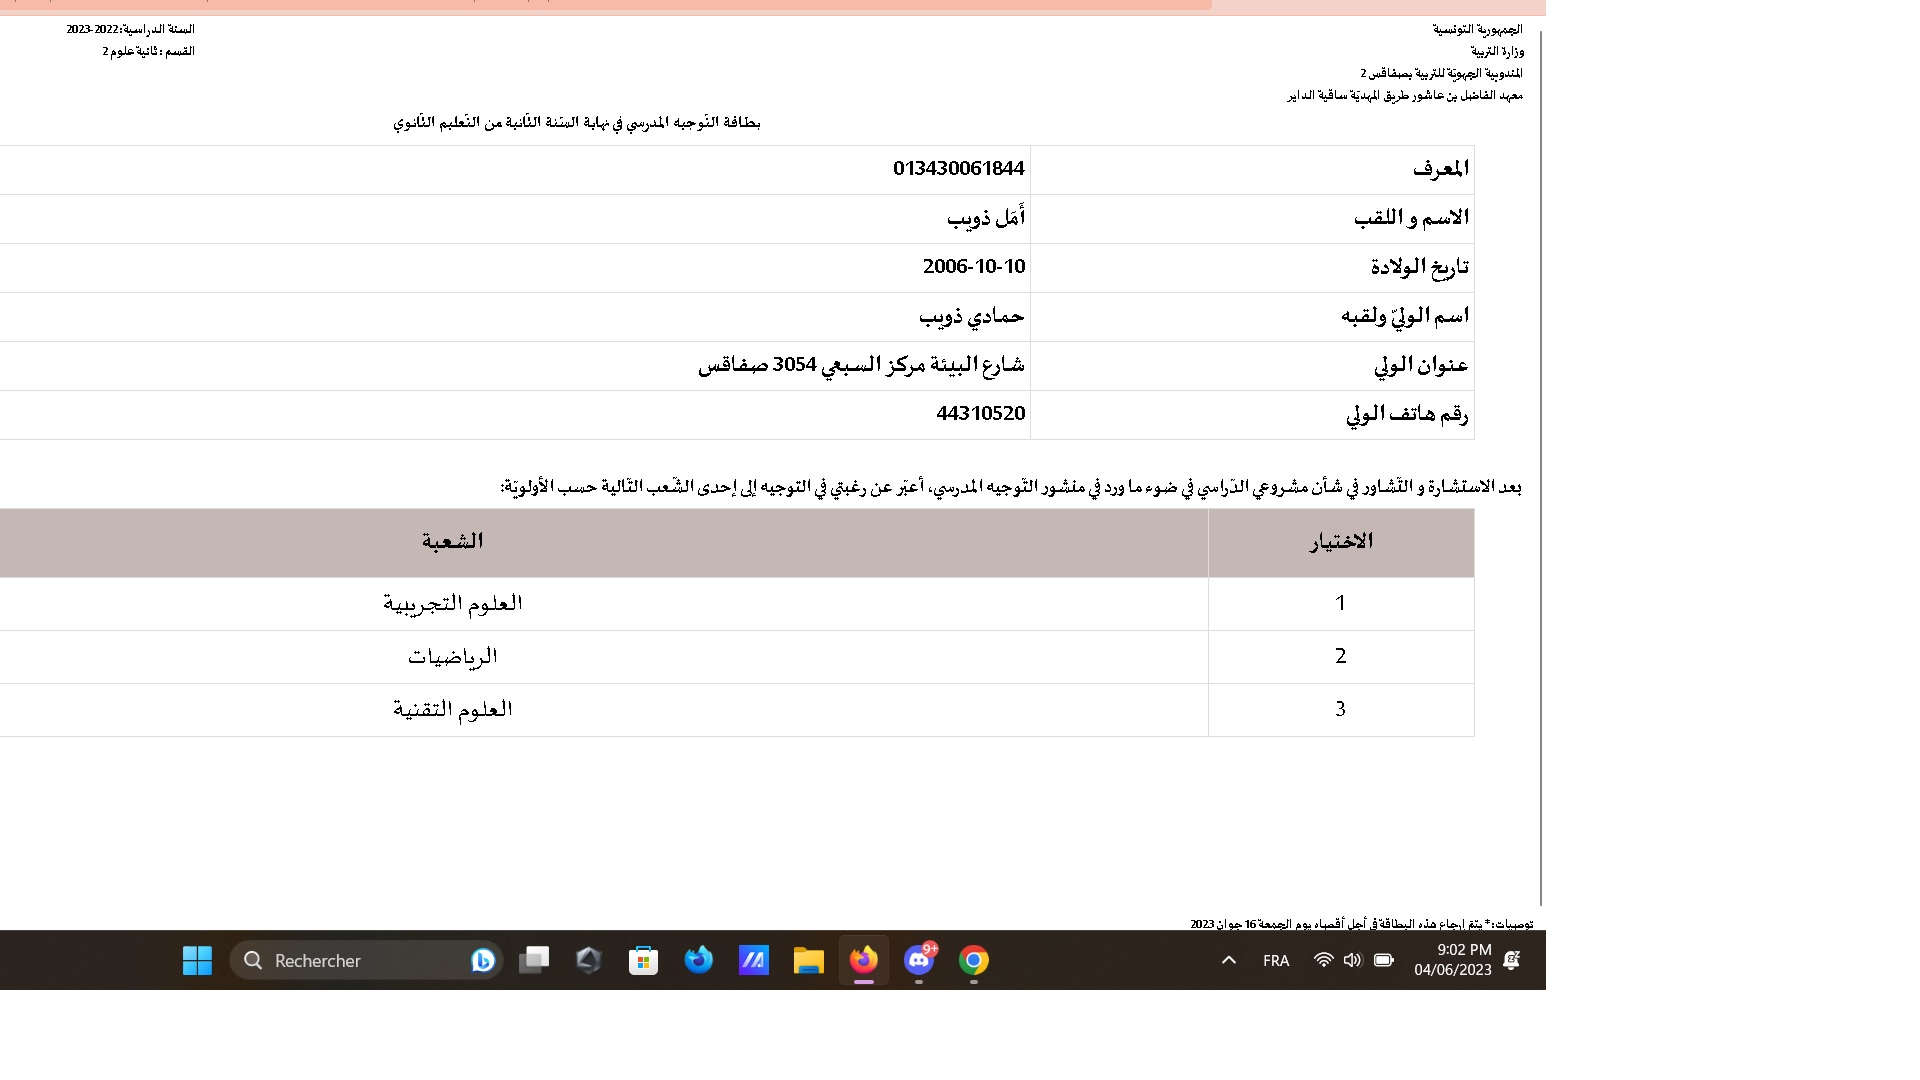 الجمهورية التونسية
وزارة التربية
المندوبية الجهويّة للتربية بصفاقس 2
معهد الفاضل بن عاشور طريق المهديّة ساقية الداير
السنة الدراسية:2022-2023
القسم : ثانية علوم 2
بطاقة التّوجيه المدرسي في نهاية السّنة الثّانية من التّعليم الثّانوي
المعرف 013430061844
الاسم و اللقب أَمَل ذويب
تاريخ الولادة 2006-10-10
اسم الوليّ ولقبه حمادي ذويب
عنوان الولي شارع البيئة مركز السبعي 3054 صفاقس
رقم هاتف الولي 44310520
بعد الاستشارة و التّشاور في شأن مشروعي الدّراسي في ضوء ما ورد في منشور التّوجيه المدرسي، أعبّر عن رغبتي في التوجيه إلى إحدى الشّعب التّالية حسب الأولويّة:
الاختيار الشعبة
1 العلوم التجريبية
2 الرياضيات
3 العلوم التقنية
توصيات:* يتمّ إرجاع هذه البطاقة في أجل أقصاه يوم الجمعة 16 جوان 2023
Rechercher
9+
FRA
9:02 PM
04/06/2023